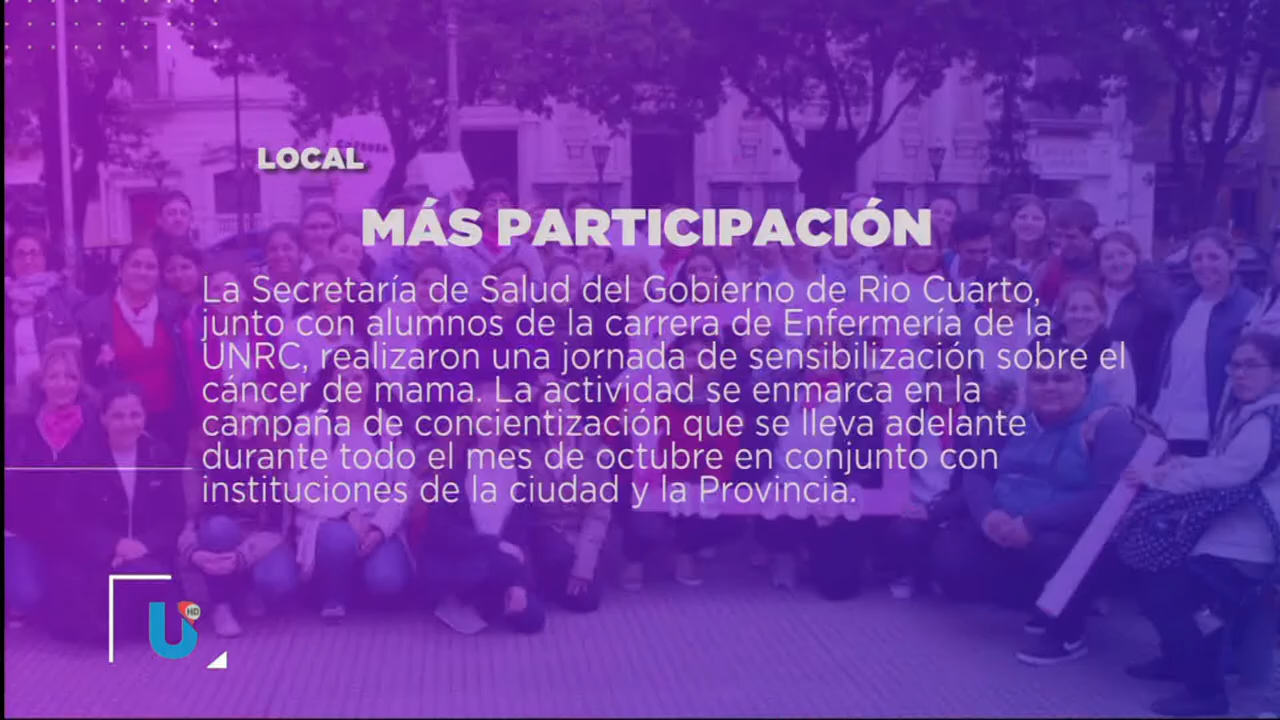 LOCAL
MÁS PARTICIPACIÓN
La Secretaría de Salud del Gobierno de Rio Cuarto,
junto con alumnos de la carrera de Enfermería de la
UNRC, realizaron una jornada de sensibilización sobre el
cáncer de mama. La actividad se enmarca en la
campaña de concientización que se lleva adelante
durante todo el mes de octubre en conjunto con
instituciones de la ciudad y la Provincia.
U HD